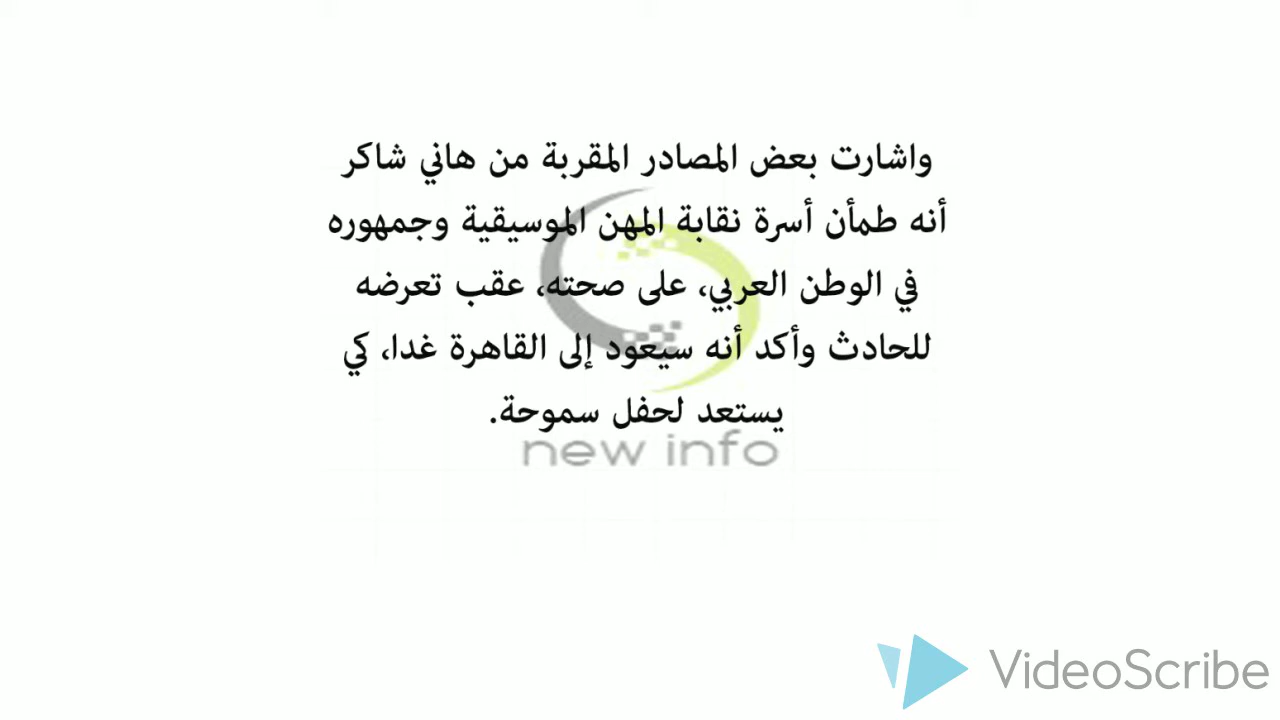 واشارت بعض المصادر المقربة من هاني شاكر
أنه طمأن أسرة نقابة المهن الموسيقية وجمهوره
في الوطن العربي، على صحته، عقب تعرضه
للحادث وأكد أنه سيعود إلى القاهرة غدا، كي
يستعد لحفل سموحة.
new info
VideoScribe